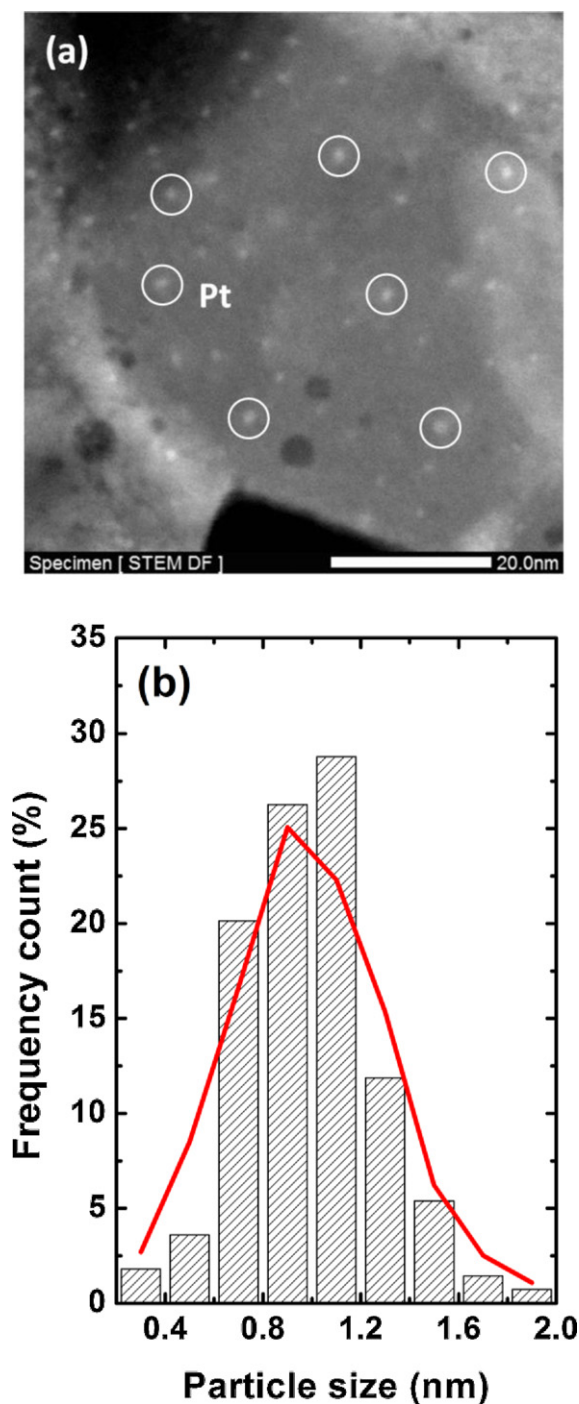 (a)
Pt
Specimen [ STEM DF ]
20.0nm
(b)
35
30
25
20
15
10
5
0
Frequency count (%)
0.4
0.8
1.2
1.6
2.0
Particle size (nm)